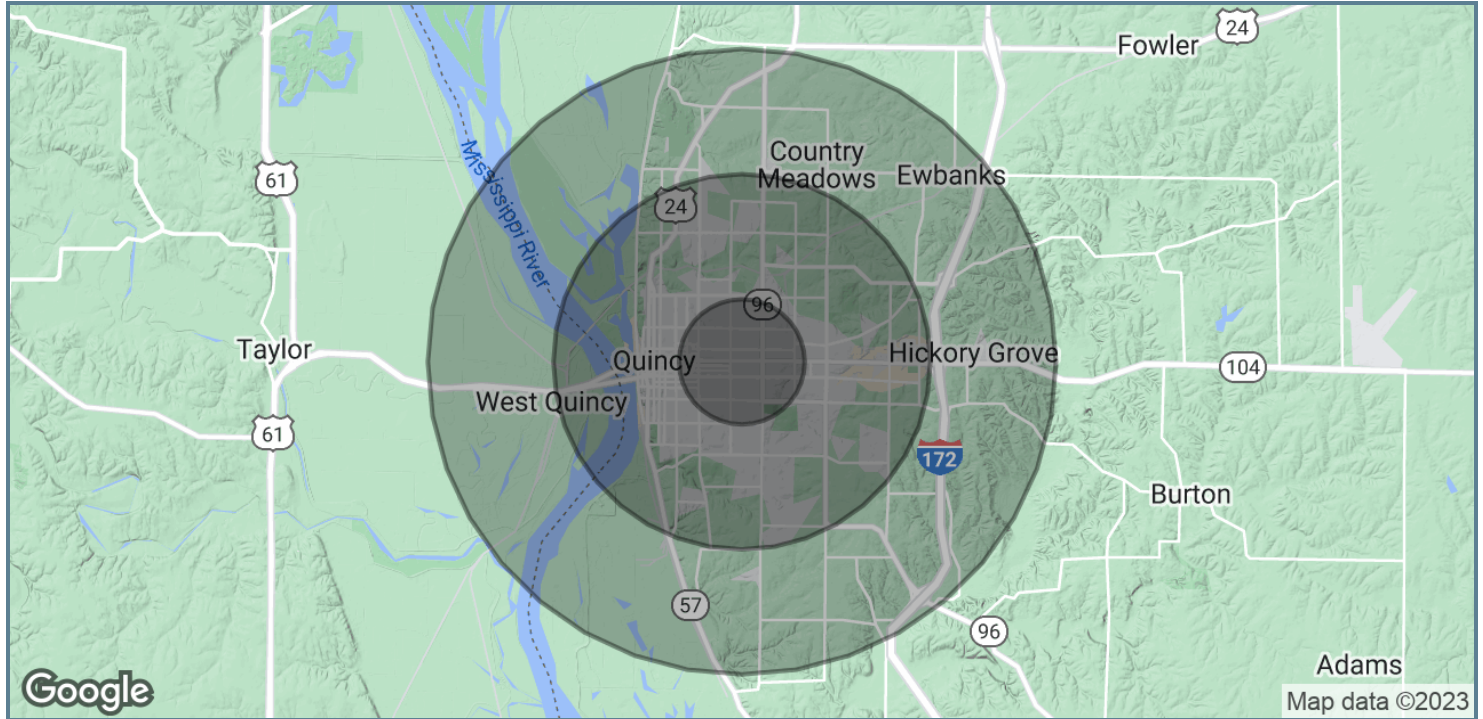 24
Fowler
Country
Meadows
Ewbanks
61
Mississippi River
24
96
Taylor
Quincy
Hickory Grove
104
West Quincy
61
172
Burton
57
96
Adams
Google
Map data ©2023